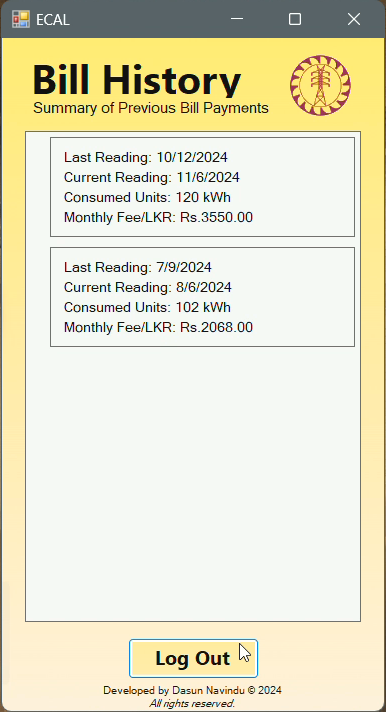 ECAL
Bill History
Summary of Previous Bill Payments
Last Reading: 10/12/2024
Current Reading: 11/6/2024
Consumed Units: 120 kWh
Monthly Fee/LKR: Rs.3550.00
Last Reading: 7/9/2024
Current Reading: 8/6/2024
Consumed Units: 102 kWh
Monthly Fee/LKR: Rs.2068.00
Log Out
Developed by Dasun Navindu © 2024
All rights reserved.